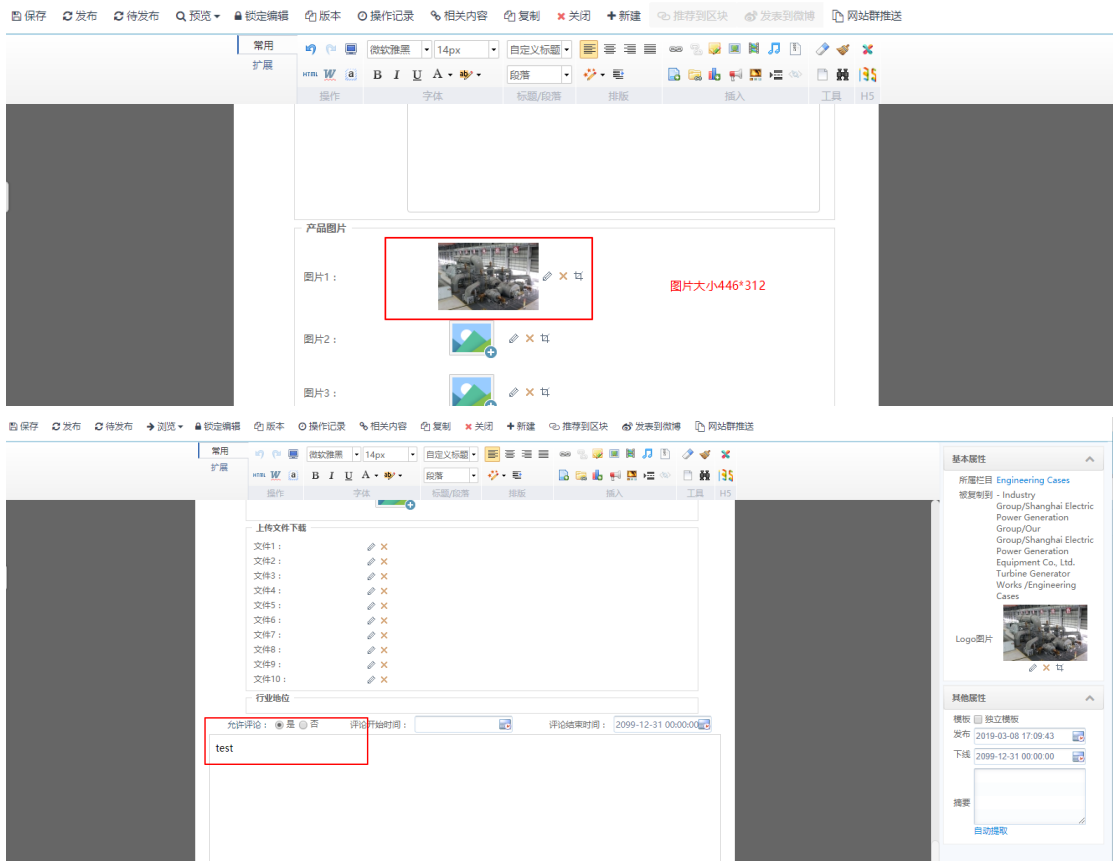 保存 发布 待发布 预览 锁定编辑 版本 操作记录 相关内容 复制 关闭 新建 推荐到区块 发表到微博 网站群推送
常用
扩展
微软雅黑 14px 自定义标题
HTML W a B I U A ab 段落
操作 字体 标题/段落 排版 插入 工具 H5
产品图片
图片1：
图片大小446*312
图片2：
图片3：
保存 发布 待发布 浏览 锁定编辑 版本 操作记录 相关内容 复制 关闭 新建 推荐到区块 发表到微博 网站群推送
常用
扩展
微软雅黑 14px 自定义标题
HTML W a B I U A ab 段落
操作 字体 标题/段落 排版 插入 工具 H5
上传文件下载
文件1：
文件2：
文件3：
文件4：
文件5：
文件6：
文件7：
文件8：
文件9：
文件10：
行业地位
允许评论： 是 否 评论开始时间： 评论结束时间： 2099-12-31 00:00:00
test
基本属性
所属栏目 Engineering Cases
被复制到 - Industry
Group/Shanghai Electric
Power Generation
Group/Our
Group/Shanghai Electric
Power Generation
Equipment Co., Ltd.
Turbine Generator
Works /Engineering
Cases
Logo图片
其他属性
模板 独立模板
发布 2019-03-08 17:09:43
下线 2099-12-31 00:00:00
摘要
自动提取